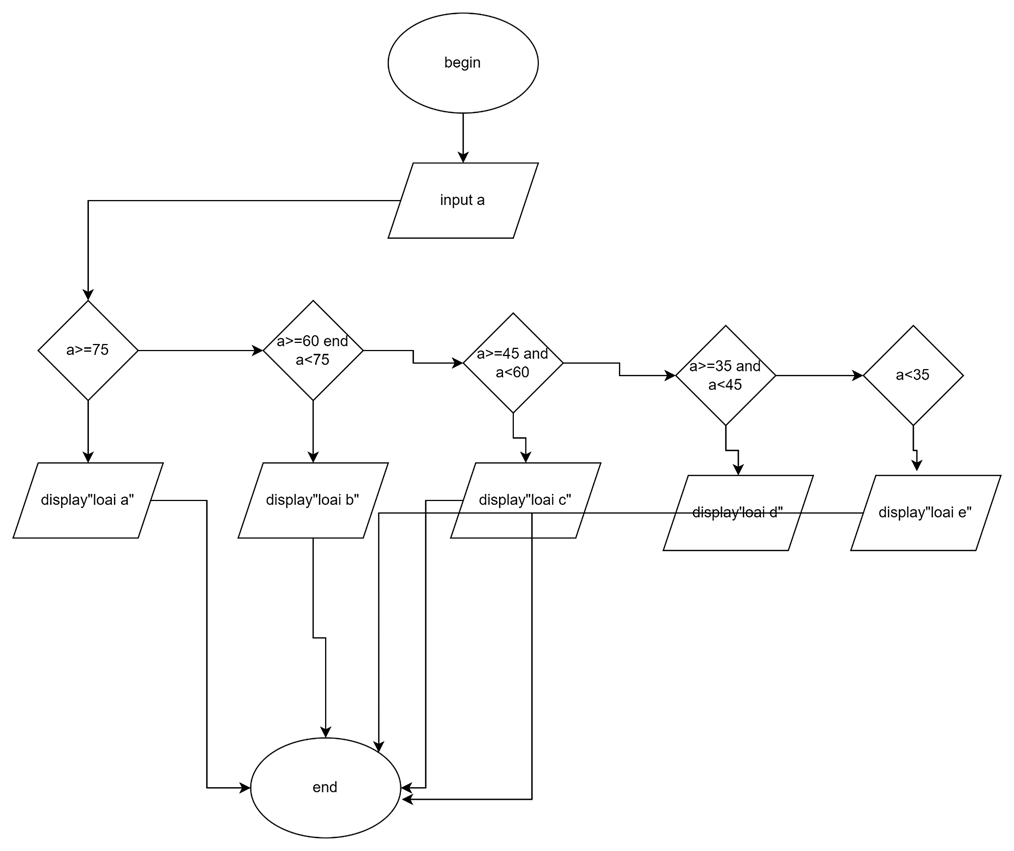 begin
input a
a>=75
a>=60 end
a<75
a>=45 and
a<60
a>=35 and
a<45
a<35
display"loai a"
display"loai b"
display"loai c"
display'loai d"
display"loai e"
end